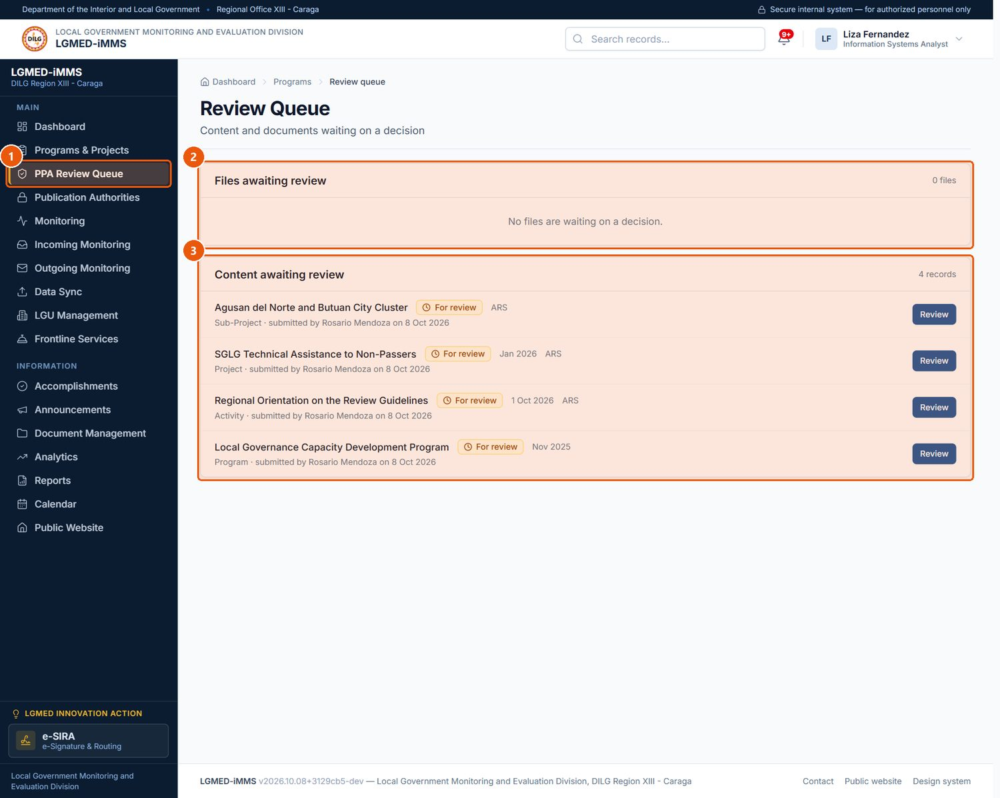 Department of the Interior and Local Government • Regional Office XIII - Caraga
Secure internal system — for authorized personnel only
DILG
LOCAL GOVERNMENT MONITORING AND EVALUATION DIVISION
LGMED-iMMS
Search records...
9+
LF
Liza Fernandez
Information Systems Analyst
LGMED-iMMS
DILG Region XIII - Caraga
MAIN
Dashboard
Programs & Projects
1
PPA Review Queue
Publication Authorities
Monitoring
Incoming Monitoring
Outgoing Monitoring
Data Sync
LGU Management
Frontline Services
INFORMATION
Accomplishments
Announcements
Document Management
Analytics
Reports
Calendar
Public Website
LGMED INNOVATION ACTION
e-SIRA
e-Signature & Routing
Local Government Monitoring and
Evaluation Division
Dashboard > Programs > Review queue
Review Queue
Content and documents waiting on a decision
2
Files awaiting review
0 files
No files are waiting on a decision.
3
Content awaiting review
4 records
Agusan del Norte and Butuan City Cluster For review ARS
Sub-Project · submitted by Rosario Mendoza on 8 Oct 2026
Review
SGLG Technical Assistance to Non-Passers For review Jan 2026 ARS
Project · submitted by Rosario Mendoza on 8 Oct 2026
Review
Regional Orientation on the Review Guidelines For review 1 Oct 2026 ARS
Activity · submitted by Rosario Mendoza on 8 Oct 2026
Review
Local Governance Capacity Development Program For review Nov 2025
Program · submitted by Rosario Mendoza on 8 Oct 2026
Review
LGMED-iMMS v2026.10.08+3129cb5-dev — Local Government Monitoring and Evaluation Division, DILG Region XIII - Caraga
Contact Public website Design system